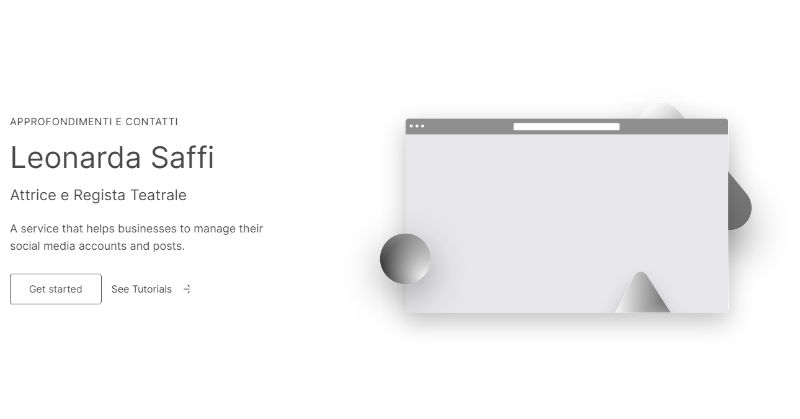 APPROFONDIMENTI E CONTATTI
Leonarda Saffi
Attrice e Regista Teatrale
A service that helps businesses to manage their
social media accounts and posts.
Get started
See Tutorials